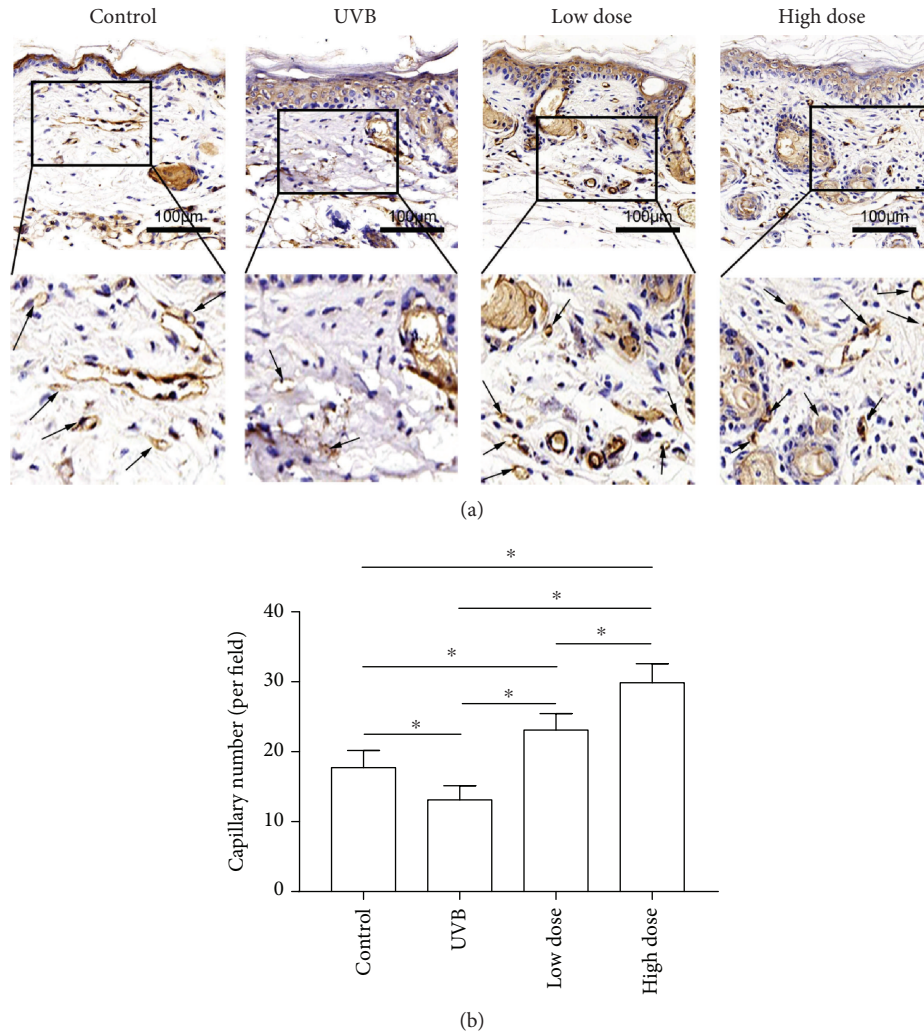 Control UVB Low dose High dose
100μm 100μm 100μm 100μm
(a)
*
*
*
*
*
*
40
30
20
10
0
Capillary number (per field)
Control
UVB
Low dose
High dose
(b)